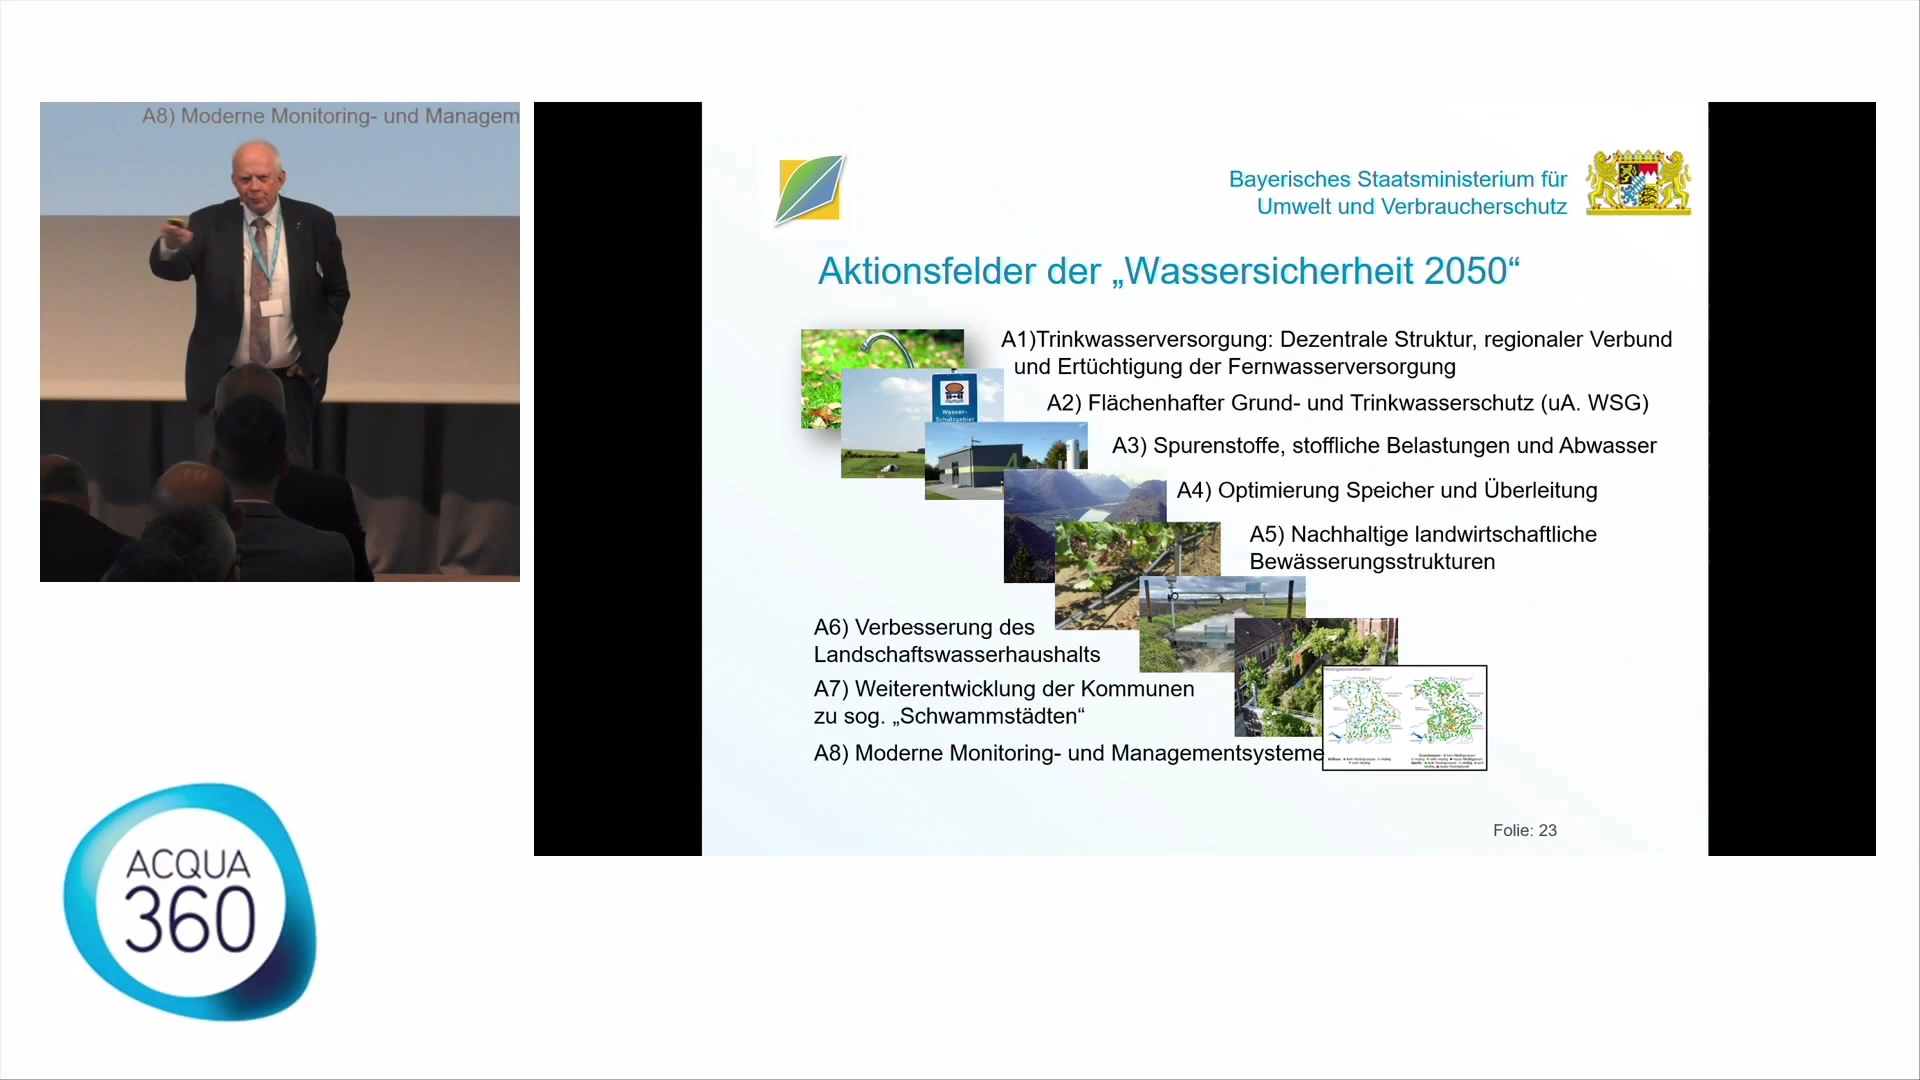 A8) Moderne Monitoring- und Managem
Bayerisches Staatsministerium für
Umwelt und Verbraucherschutz
Aktionsfelder der „Wassersicherheit 2050“
A1)Trinkwasserversorgung: Dezentrale Struktur, regionaler Verbund
und Ertüchtigung der Fernwasserversorgung
A2) Flächenhafter Grund- und Trinkwasserschutz (uA. WSG)
Wasser-
Schutzgebiet
A3) Spurenstoffe, stoffliche Belastungen und Abwasser
A4) Optimierung Speicher und Überleitung
A5) Nachhaltige landwirtschaftliche
Bewässerungsstrukturen
A6) Verbesserung des
Landschaftswasserhaushalts
A7) Weiterentwicklung der Kommunen
zu sog. „Schwammstädten“
A8) Moderne Monitoring- und Managementsysteme
Folie: 23
ACQUA
360